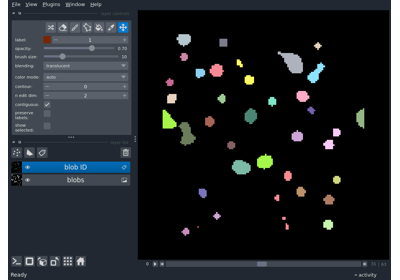 File View Plugins Window Help
label: 1
opacity: 0.70
brush size: 10
blending: translucent
color mode: auto
contour: 0
n edit dim: 2
contiguous:
preserve
labels:
show
selected:
blob ID
blobs
Ready
activity